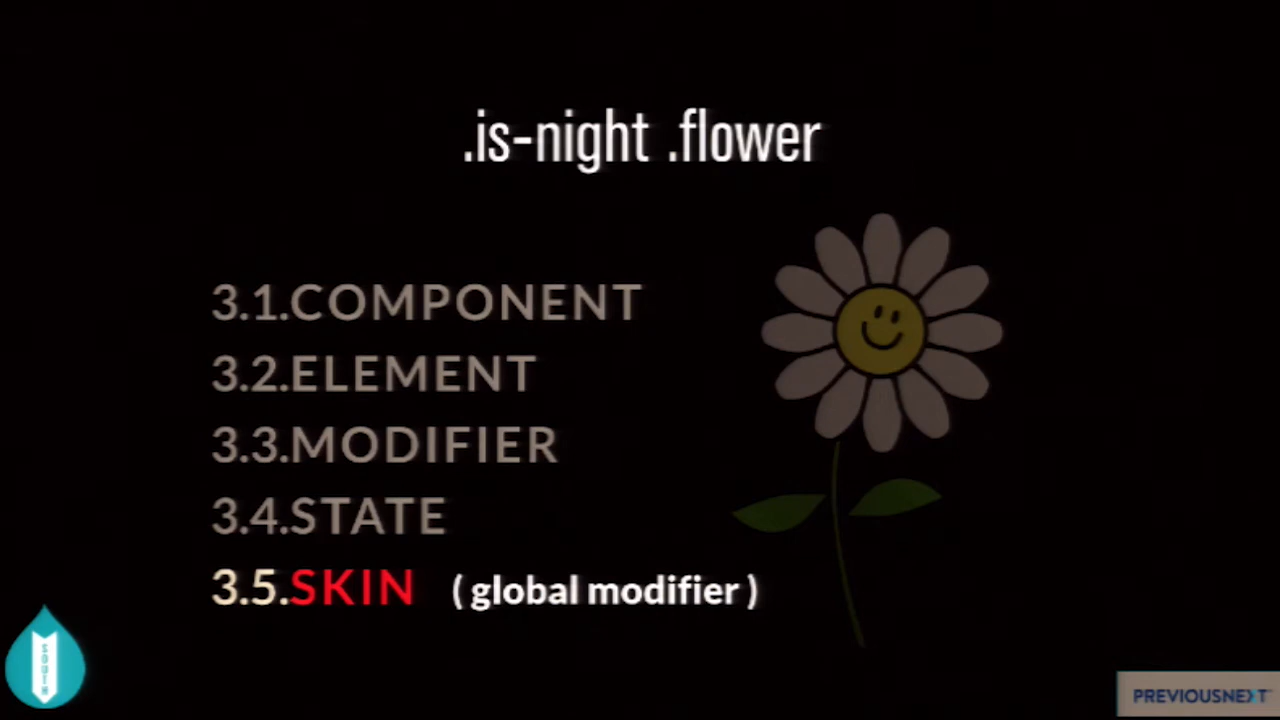 .is-night .flower
3.1.COMPONENT
3.2.ELEMENT
3.3.MODIFIER
3.4.STATE
3.5.SKIN ( global modifier )
SOUTH
PREVIOUSNEXT